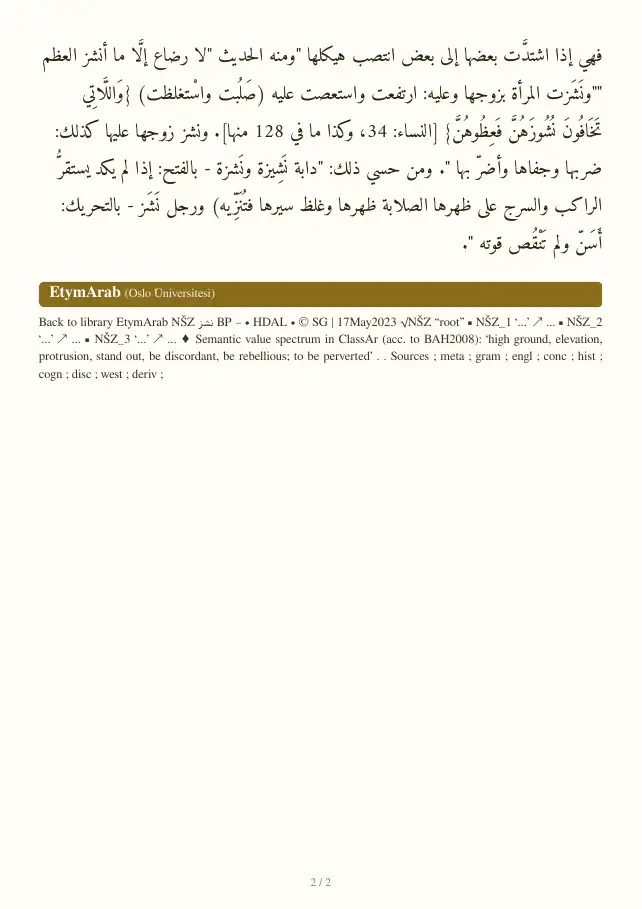 فهي إذا اشتدَّت بعضها إلى بعض انتصب هيكلها "ومنه الحديث "لا رضاع إلَّا ما أنشز العظم
""ونَشَزت المرأة بزوجها وعليه: ارتفعت واستعصت عليه (صَلُبت واسْتغلظت) {وَاللَّاتِي
تَخَافُونَ نُشُوزَهُنَّ فَعِظُوهُنَّ} [النساء: 34، وكذا ما في 128 منها]. ونشز زوجها عليها كذلك:
ضربها وجفاها وأضرّ بها ". ومن حسي ذلك: "دابة نَشِيزة ونَشزة - بالفتح: إذا لم يكد يستقرُّ
الراكب والسرج على ظهرها الصلابة ظهرها وغلظ سيرها فتُنَزِّيه) ورجل نَشَز - بالتحريك:
أَسَنّ ولم تَنْقُص قوته ".
EtymArab (Oslo Üniversitesi)
Back to library EtymArab NŠZ نشز BP – • HDAL • © SG | 17May2023 √NŠZ “root” ▪ NŠZ_1 ‘...’ ↗ ... ▪ NŠZ_2
‘...’ ↗ ... ▪ NŠZ_3 ‘...’ ↗ ... ♦ Semantic value spectrum in ClassAr (acc. to BAH2008): ‘high ground, elevation,
protrusion, stand out, be discordant, be rebellious; to be perverted’ . . Sources ; meta ; gram ; engl ; conc ; hist ;
cogn ; disc ; west ; deriv ;
2 / 2